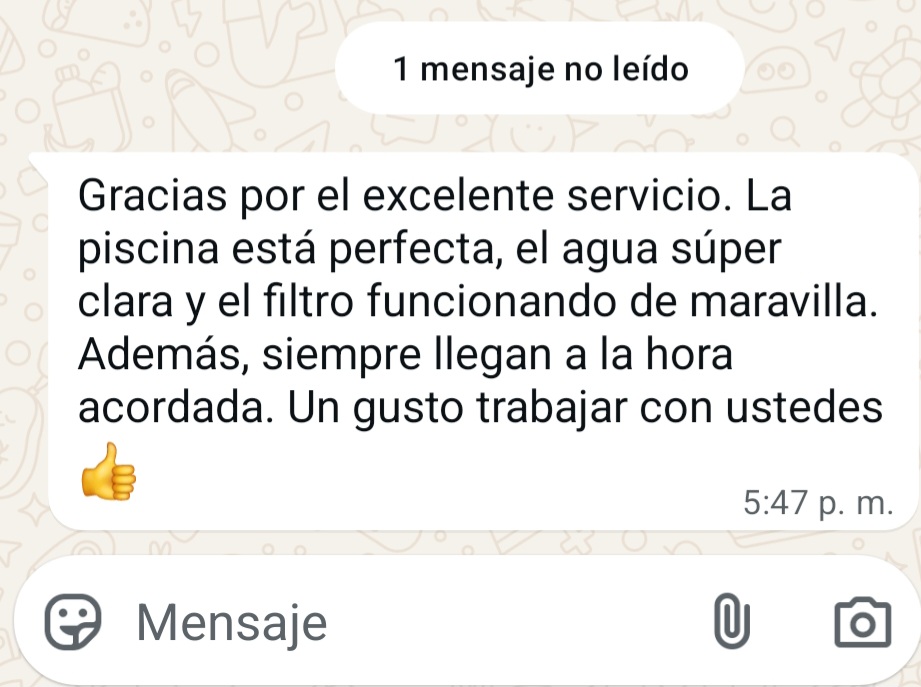 1 mensaje no leído
Gracias por el excelente servicio. La
piscina está perfecta, el agua súper
clara y el filtro funcionando de maravilla.
Además, siempre llegan a la hora
acordada. Un gusto trabajar con ustedes
👍
5:47 p. m.
Mensaje